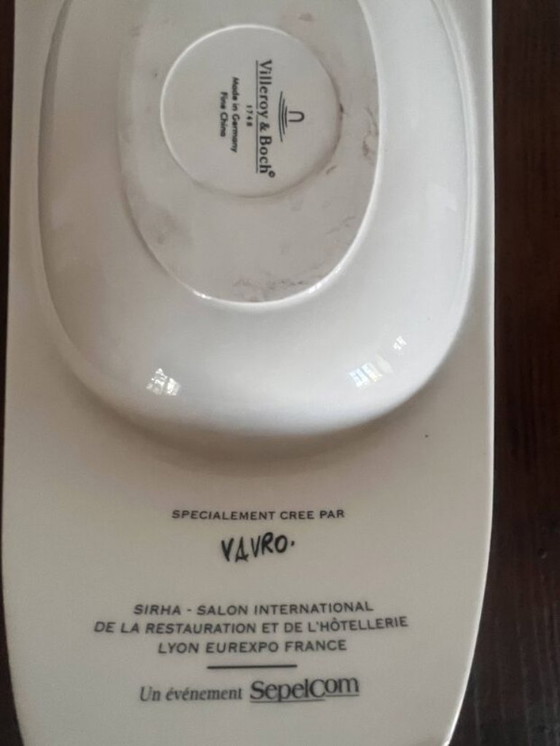 Villeroy & Boch®
1748
Made in Germany
Fine China
SPECIALEMENT CREE PAR
VAVRO.
SIRHA - SALON INTERNATIONAL
DE LA RESTAURATION ET DE L'HÔTELLERIE
LYON EUREXPO FRANCE
Un événement Sepelcom